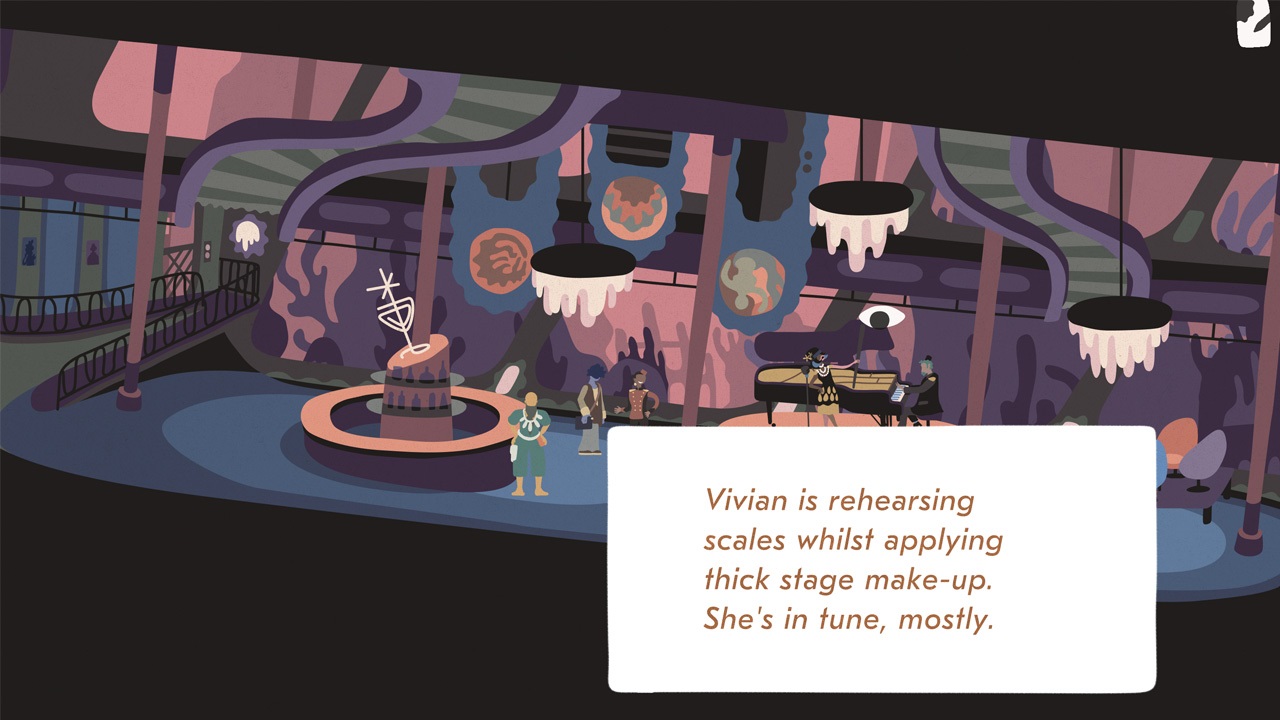 Vivian is rehearsing
scales whilst applying
thick stage make-up.
She's in tune, mostly.